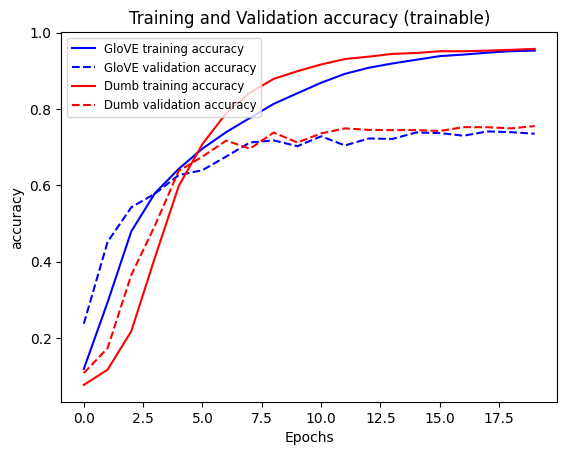 Training and Validation accuracy (trainable)
GloVE training accuracy
GloVE validation accuracy
Dumb training accuracy
Dumb validation accuracy
1.0
0.8
0.6
0.4
0.2
accuracy
0.0 2.5 5.0 7.5 10.0 12.5 15.0 17.5
Epochs